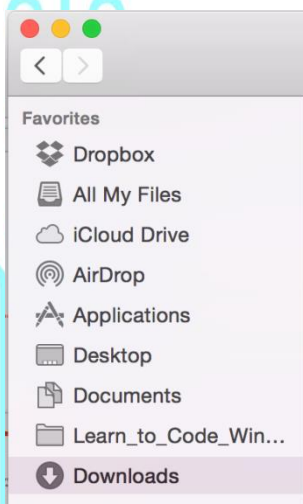 Favorites
Dropbox
All My Files
iCloud Drive
AirDrop
Applications
Desktop
Documents
Learn_to_Code_Win...
Downloads